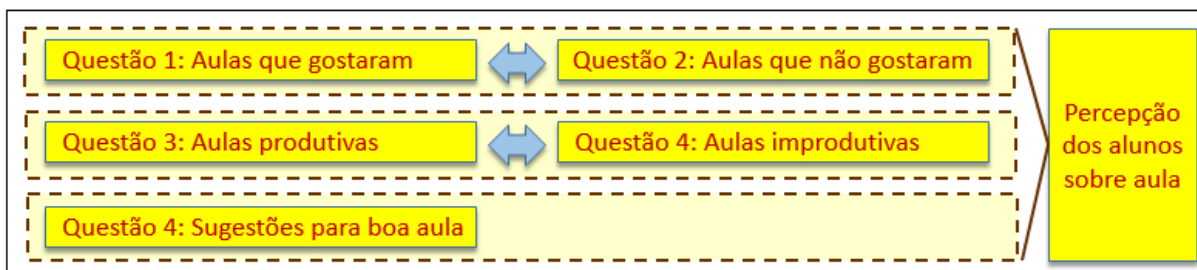 Questão 1: Aulas que gostaram
Questão 2: Aulas que não gostaram
Questão 3: Aulas produtivas
Questão 4: Aulas improdutivas
Questão 4: Sugestões para boa aula
Percepção
dos alunos
sobre aula